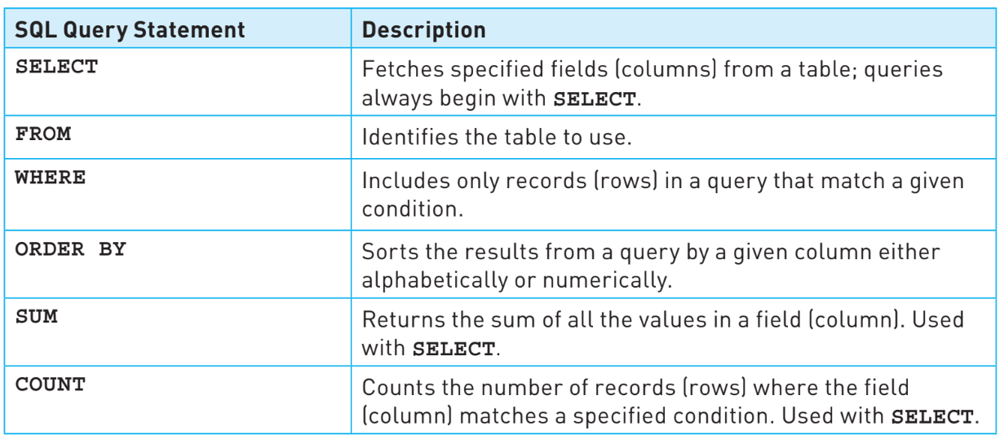 SQL Query Statement Description
SELECT Fetches specified fields (columns) from a table; queries
always begin with SELECT.
FROM Identifies the table to use.
WHERE Includes only records (rows) in a query that match a given
condition.
ORDER BY Sorts the results from a query by a given column either
alphabetically or numerically.
SUM Returns the sum of all the values in a field (column). Used
with SELECT.
COUNT Counts the number of records (rows) where the field
(column) matches a specified condition. Used with SELECT.